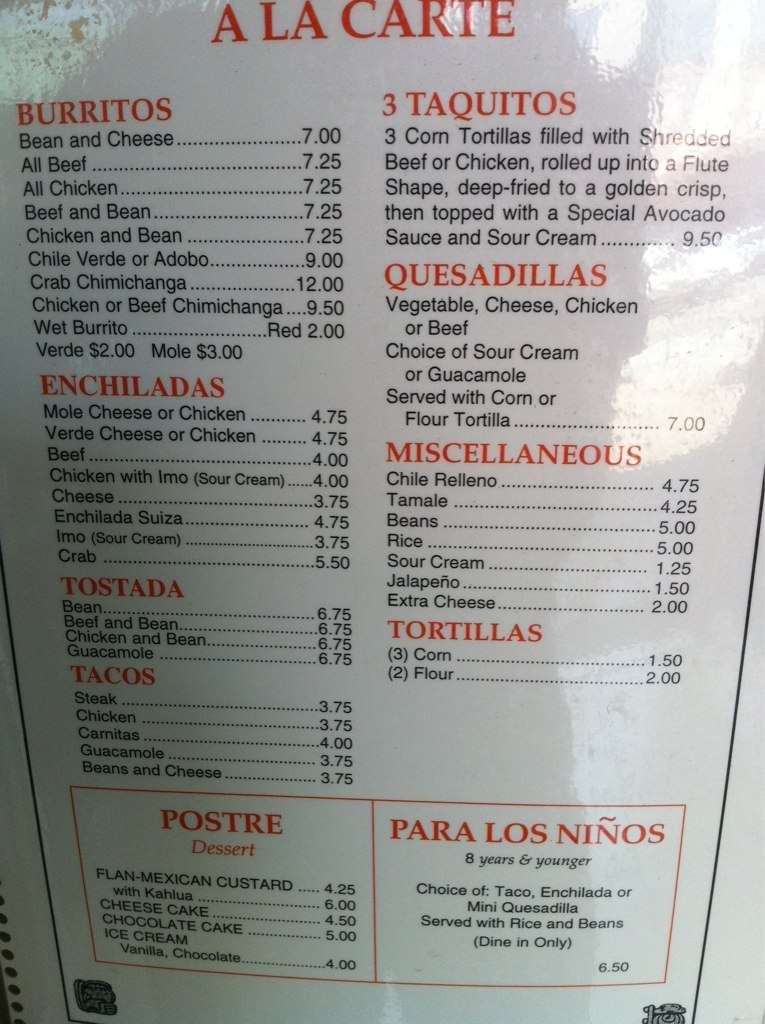 A LA CARTE
BURRITOS
Bean and Cheese.......................7.00
All Beef .......................................7.25
All Chicken..................................7.25
Beef and Bean............................7.25
Chicken and Bean ......................7.25
Chile Verde or Adobo..................9.00
Crab Chimichanga ....................12.00
Chicken or Beef Chimichanga ....9.50
Wet Burrito .........................Red 2.00
Verde $2.00 Mole $3.00
ENCHILADAS
Mole Cheese or Chicken ........... 4.75
Verde Cheese or Chicken ........ 4.75
Beef............................................4.00
Chicken with Imo (Sour Cream) ......4.00
Cheese .......................................3.75
Enchilada Suiza......................... 4.75
Imo (Sour Cream) .............................3.75
Crab ..........................................5.50
TOSTADA
Bean........................................ 6.75
Beef and Bean...........................6.75
Chicken and Bean..................... 6.75
Guacamole ............................... 6.75
TACOS
Steak ........................................3.75
Chicken ....................................3.75
Carnitas ....................................4.00
Guacamole .............................. 3.75
Beans and Cheese .................. 3.75
3 TAQUITOS
3 Corn Tortillas filled with Shredded
Beef or Chicken, rolled up into a Flute
Shape, deep-fried to a golden crisp,
then topped with a Special Avocado
Sauce and Sour Cream ............. 9.50
QUESADILLAS
Vegetable, Cheese, Chicken
or Beef
Choice of Sour Cream
or Guacamole
Served with Corn or
Flour Tortilla .......................... 7.00
MISCELLANEOUS
Chile Relleno ........................... 4.75
Tamale .....................................4.25
Beans .......................................5.00
Rice ..........................................5.00
Sour Cream ............................. 1.25
Jalapeño ...................................1.50
Extra Cheese.......................... 2.00
TORTILLAS
(3) Corn ...................................1.50
(2) Flour ...................................2.00
POSTRE
Dessert
FLAN-MEXICAN CUSTARD ..... 4.25
with Kahlua ........................ 6.00
CHEESE CAKE ..................... 4.50
CHOCOLATE CAKE .............. 5.00
ICE CREAM
Vanilla, Chocolate.................4.00
PARA LOS NIÑOS
8 years & younger
Choice of: Taco, Enchilada or
Mini Quesadilla
Served with Rice and Beans
(Dine in Only)
6.50